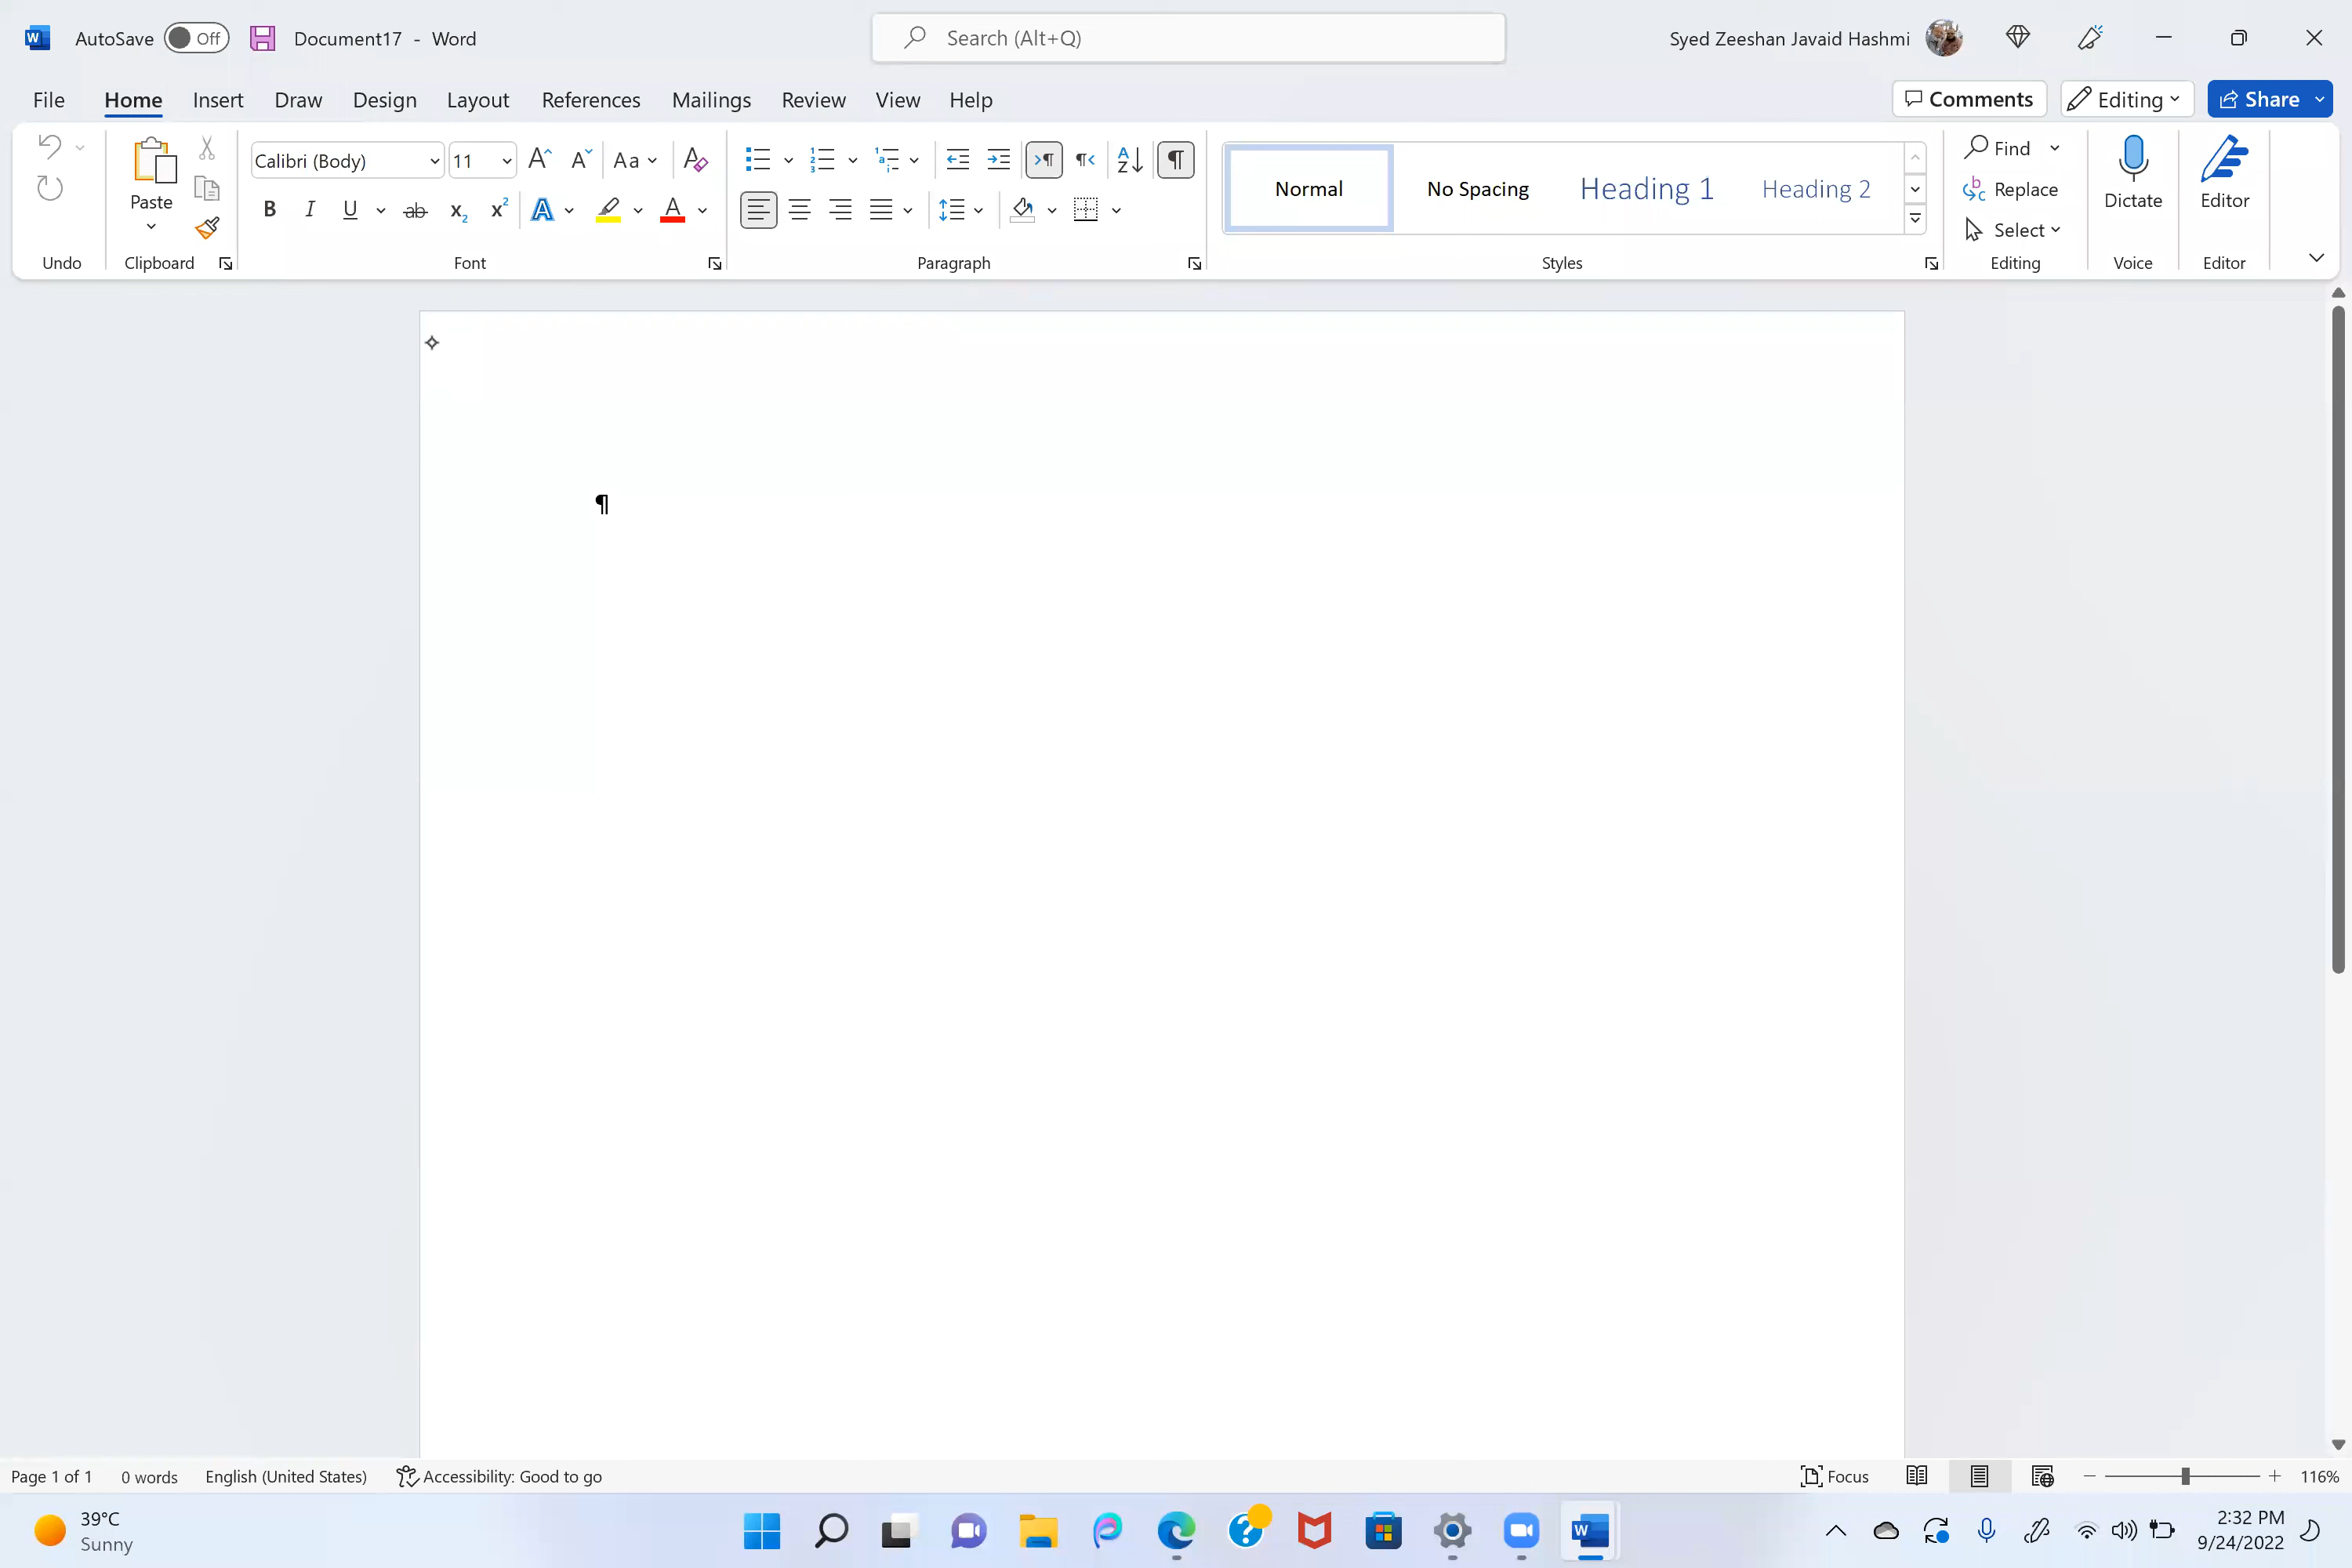 AutoSave Off Document17 - Word Search (Alt+Q) Syed Zeeshan Javaid Hashmi
File Home Insert Draw Design Layout References Mailings Review View Help Comments Editing Share
Calibri (Body) 11 Aa Normal No Spacing Heading 1 Heading 2 Find
Paste Replace Dictate Editor
B I U ab x₂ x² A A Select
Undo Clipboard Font Paragraph Styles Editing Voice Editor
¶
Page 1 of 1 0 words English (United States) Accessibility: Good to go Focus 116%
39°C 2:32 PM
Sunny 9/24/2022